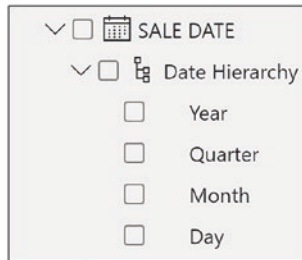 SALE DATE
Date Hierarchy
Year
Quarter
Month
Day